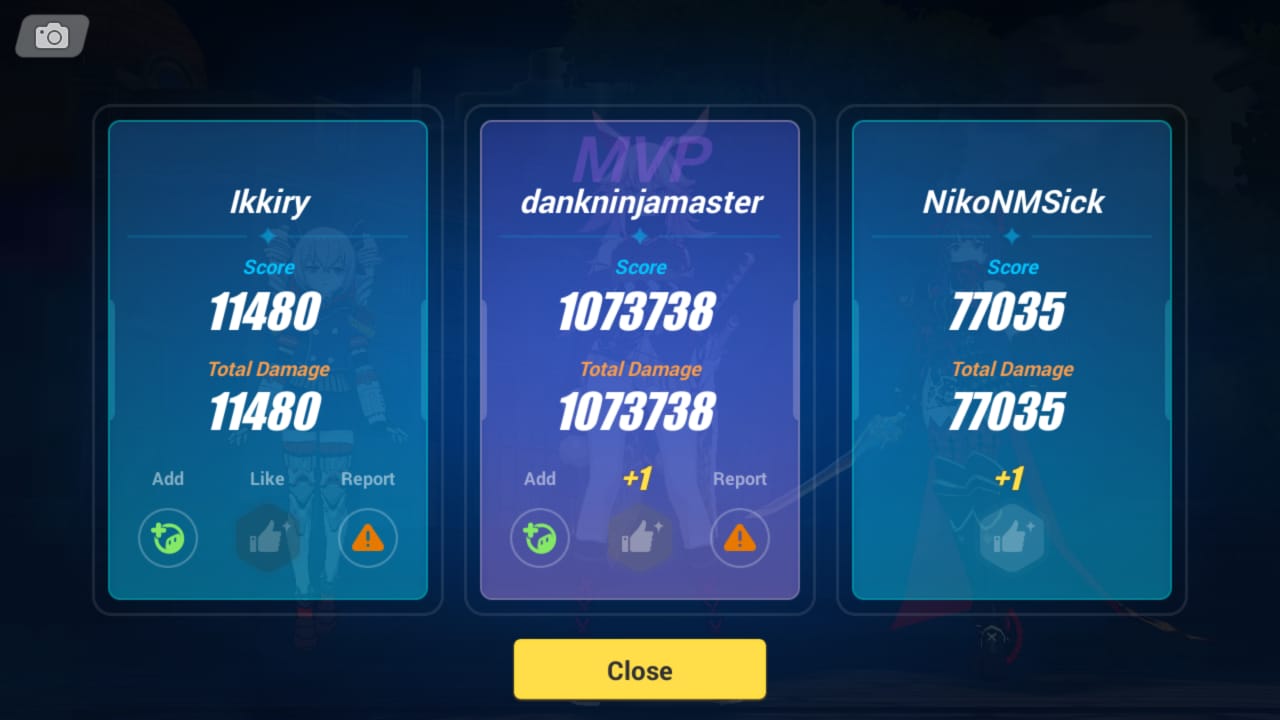 Ikkiry
Score
11480
Total Damage
11480
Add Like Report
MVP
dankninjamaster
Score
1073738
Total Damage
1073738
Add +1 Report
NikoNMSick
Score
77035
Total Damage
77035
+1
Close